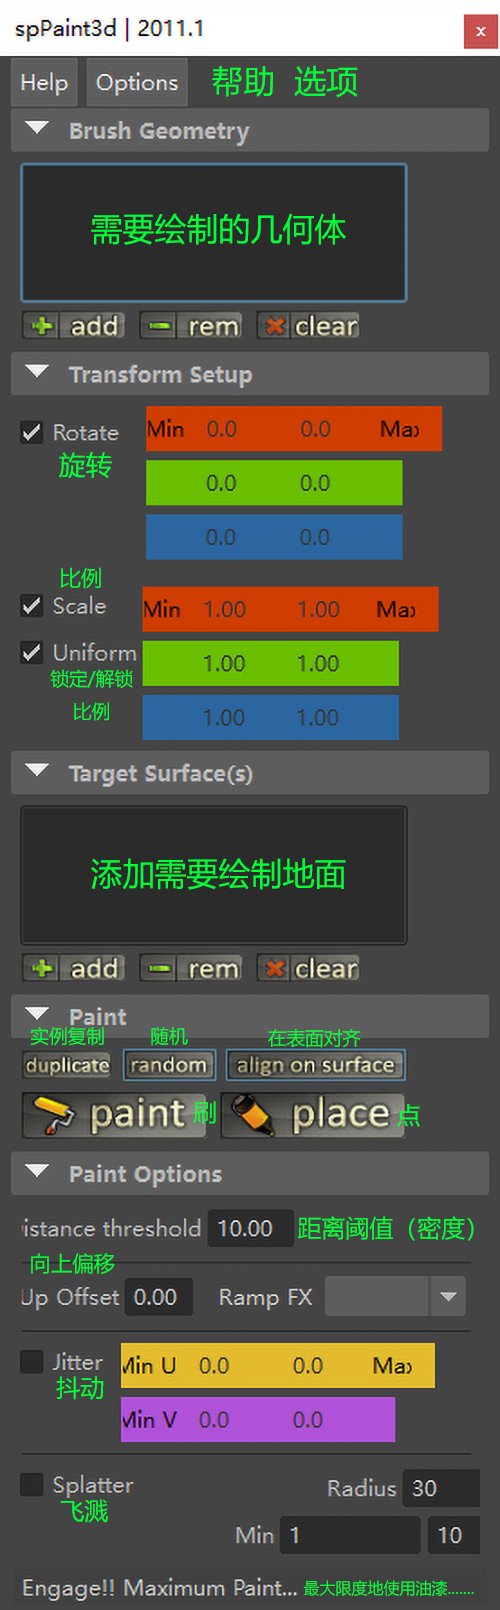 spPaint3d | 2011.1
x
Help Options 帮助 选项
Brush Geometry
需要绘制的几何体
add rem clear
Transform Setup
Rotate Min 0.0 0.0 Max
旋转
0.0 0.0
0.0 0.0
比例
Scale Min 1.00 1.00 Max
Uniform 1.00 1.00
锁定/解锁
比例
1.00 1.00
Target Surface(s)
添加需要绘制地面
add rem clear
Paint
实例复制 随机 在表面对齐
duplicate random align on surface
paint 刷 place 点
Paint Options
istance threshold 10.00 距离阈值（密度）
向上偏移
Up Offset 0.00 Ramp FX
Jitter Min U 0.0 0.0 Max
抖动
Min V 0.0 0.0
Splatter Radius 30
飞溅
Min 1 10
Engage!! Maximum Paint... 最大限度地使用油漆.......